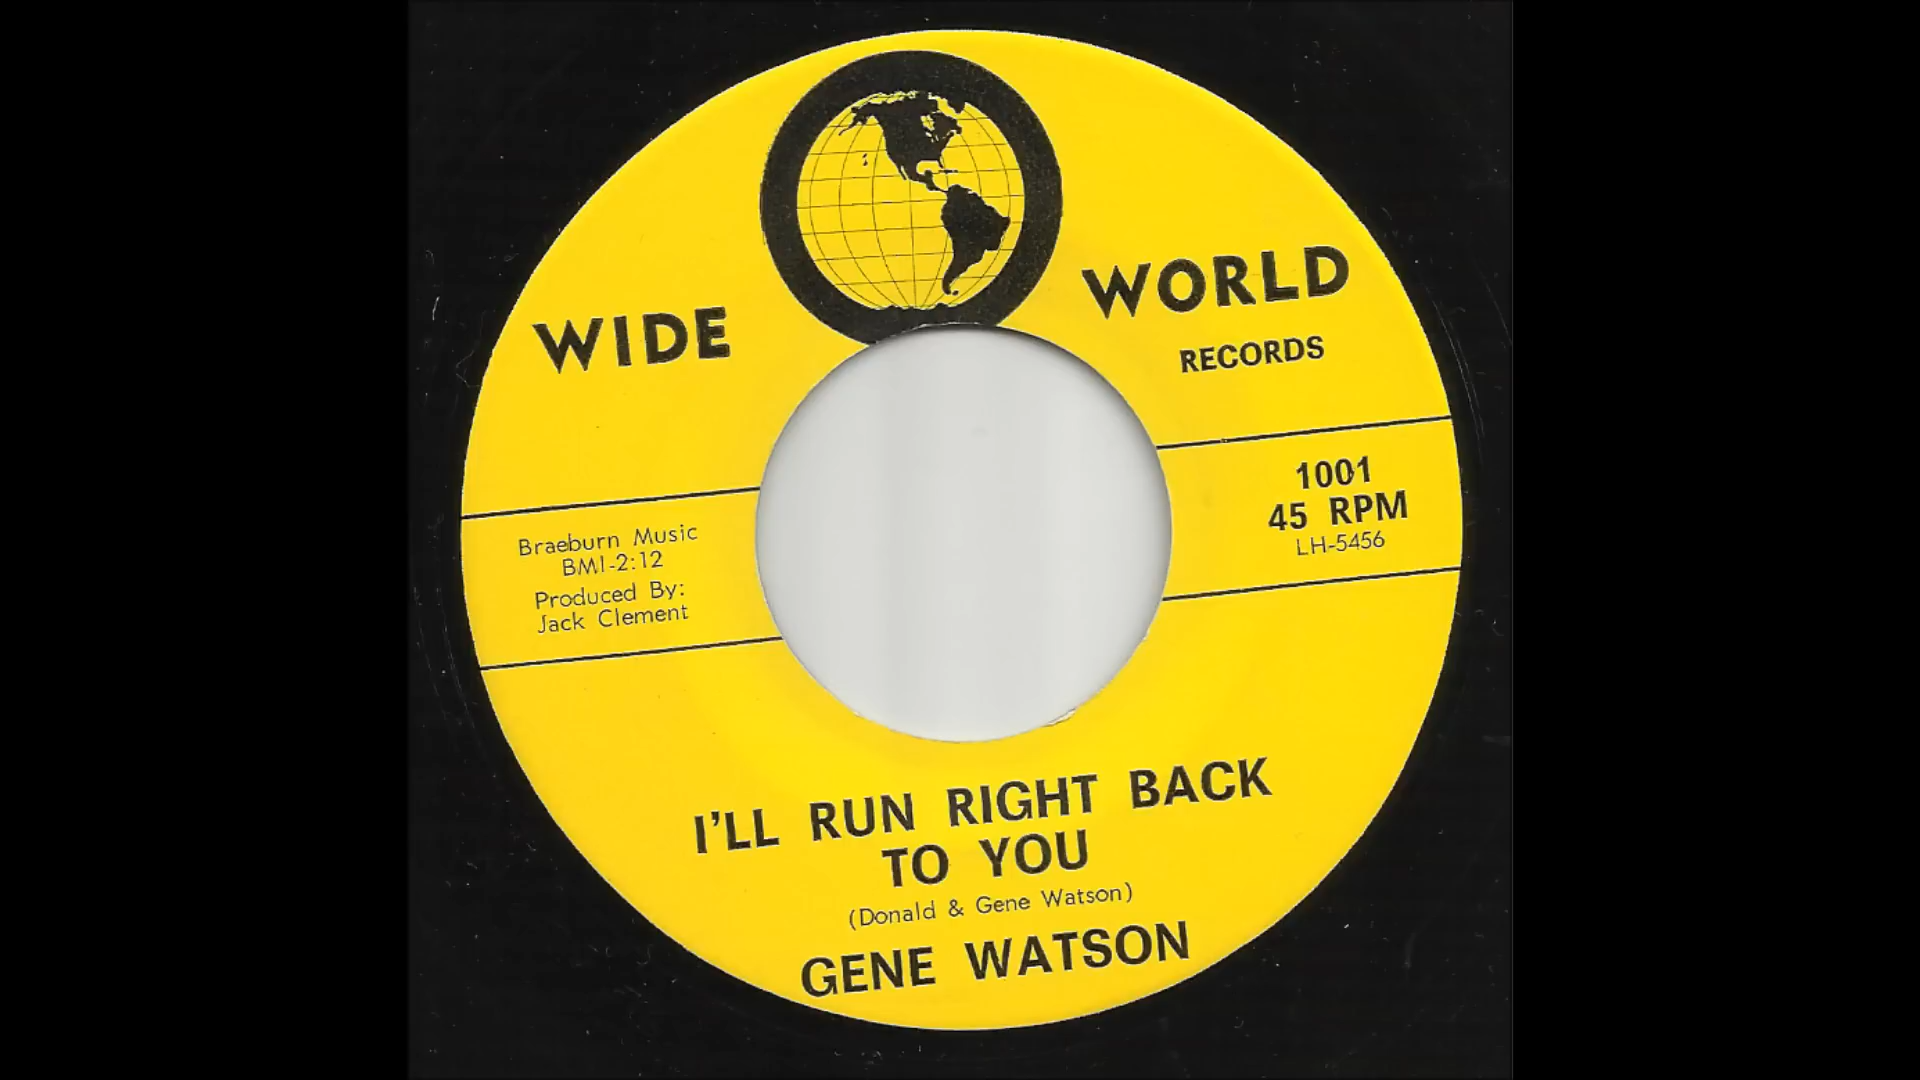 WIDE WORLD
RECORDS
1001
45 RPM
LH-5456
Braeburn Music
BMI-2:12
Produced By:
Jack Clement
I'LL RUN RIGHT BACK
TO YOU
(Donald & Gene Watson)
GENE WATSON